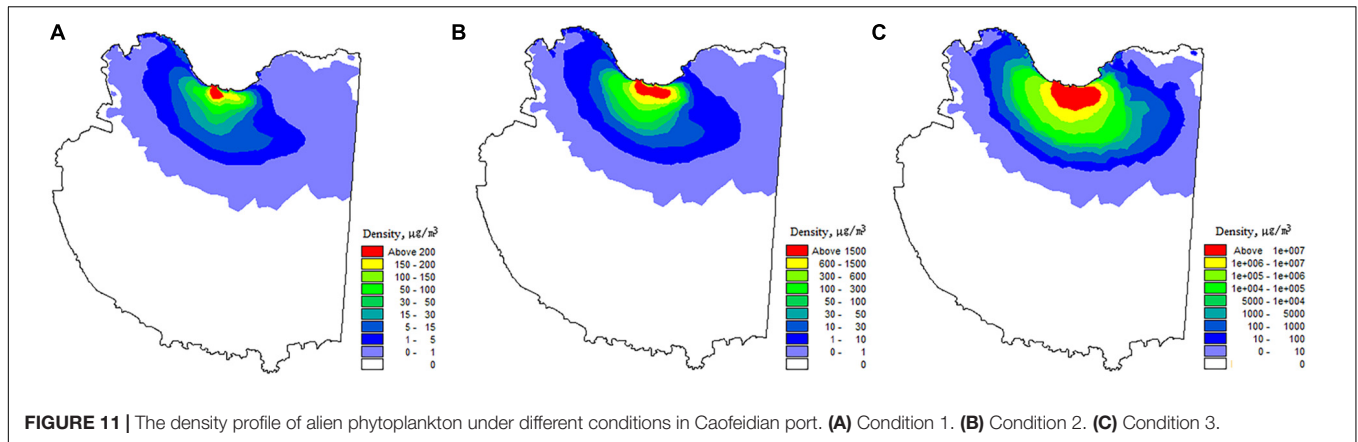 A
B
C
Density, μg/m³
Above 200
150 - 200
100 - 150
50 - 100
30 - 50
15 - 30
5 - 15
1 - 5
0 - 1
0
Density, μg/m³
Above 1500
600 - 1500
300 - 600
100 - 300
50 - 100
30 - 50
10 - 30
1 - 10
0 - 1
0
Density, μg/m³
Above 1e+007
1e+006 - 1e+007
1e+005 - 1e+006
1e+004 - 1e+005
5000 - 1e+004
1000 - 5000
100 - 1000
10 - 100
0 - 10
0
FIGURE 11 | The density profile of alien phytoplankton under different conditions in Caofeidian port. (A) Condition 1. (B) Condition 2. (C) Condition 3.